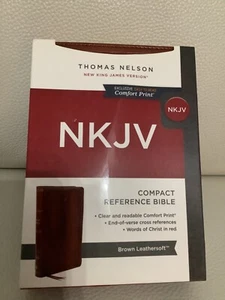 THOMAS NELSON
NEW KING JAMES VERSION®
Comfort Print®
NKJV
NKJV
COMPACT
REFERENCE BIBLE
• Clear and readable Comfort Print®
• End-of-verse cross references
• Words of Christ in red
Brown Leathersoft™